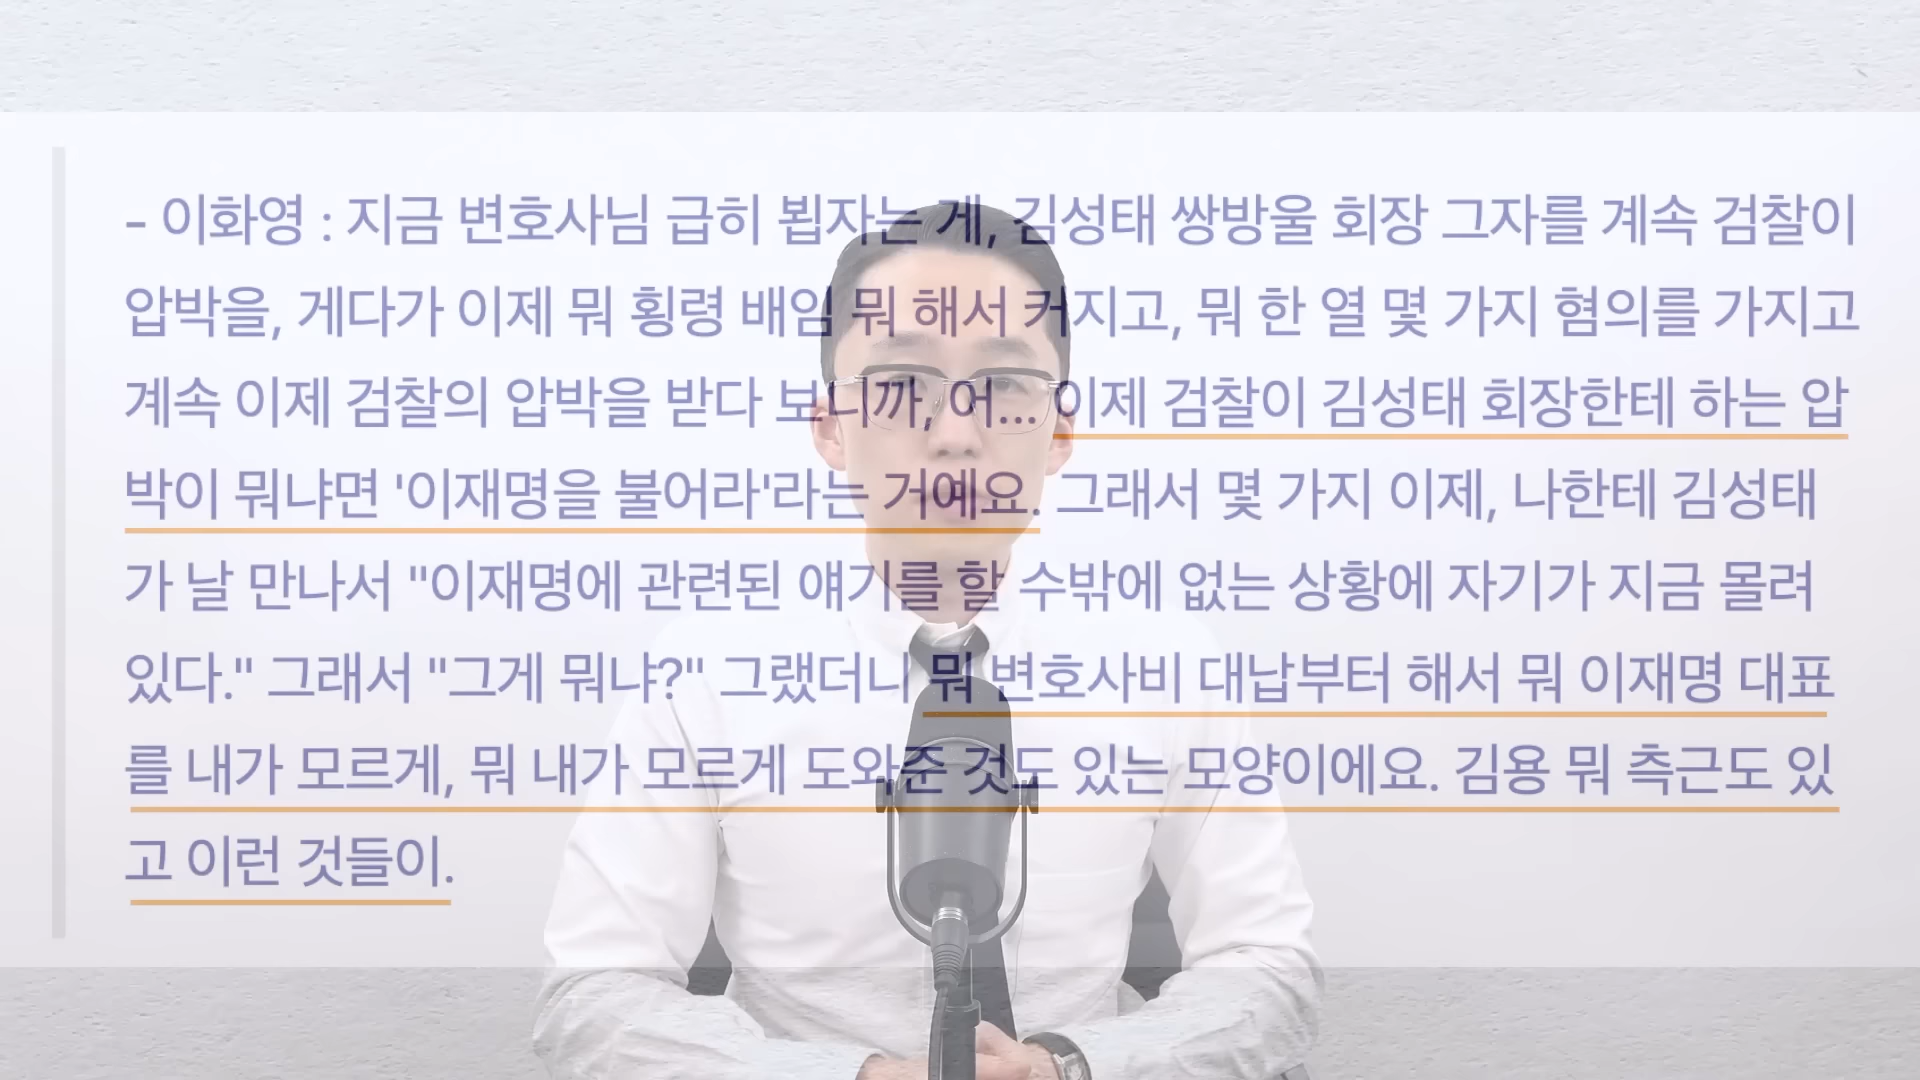 - 이화영 : 지금 변호사님 급히 뵙자는 게, 김성태 쌍방울 회장 그자를 계속 검찰이
압박을, 게다가 이제 뭐 횡령 배임 뭐 해서 커지고, 뭐 한 열 몇 가지 혐의를 가지고
계속 이제 검찰의 압박을 받다 보니까, 어... 이제 검찰이 김성태 회장한테 하는 압
박이 뭐냐면 '이재명을 불어라'라는 거예요. 그래서 몇 가지 이제, 나한테 김성태
가 날 만나서 "이재명에 관련된 얘기를 할 수밖에 없는 상황에 자기가 지금 몰려
있다." 그래서 "그게 뭐냐?" 그랬더니 뭐 변호사비 대납부터 해서 뭐 이재명 대표
를 내가 모르게, 뭐 내가 모르게 도와준 것도 있는 모양이에요. 김용 뭐 측근도 있
고 이런 것들이.